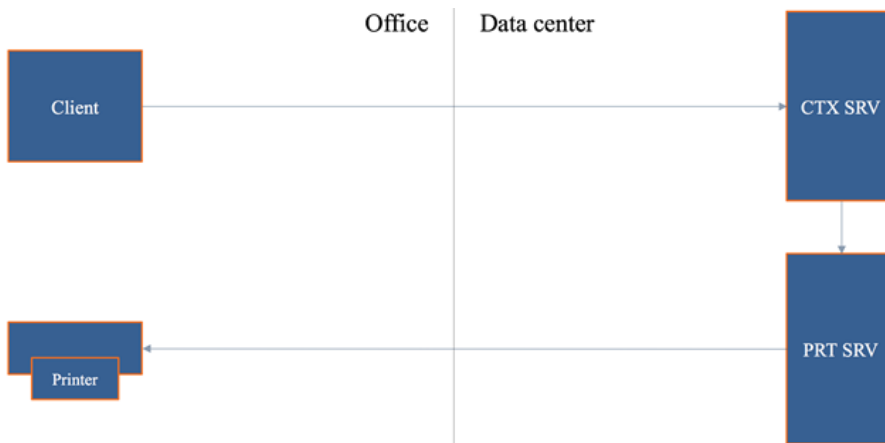 Office
Data center
Client
CTX SRV
PRT SRV
Printer